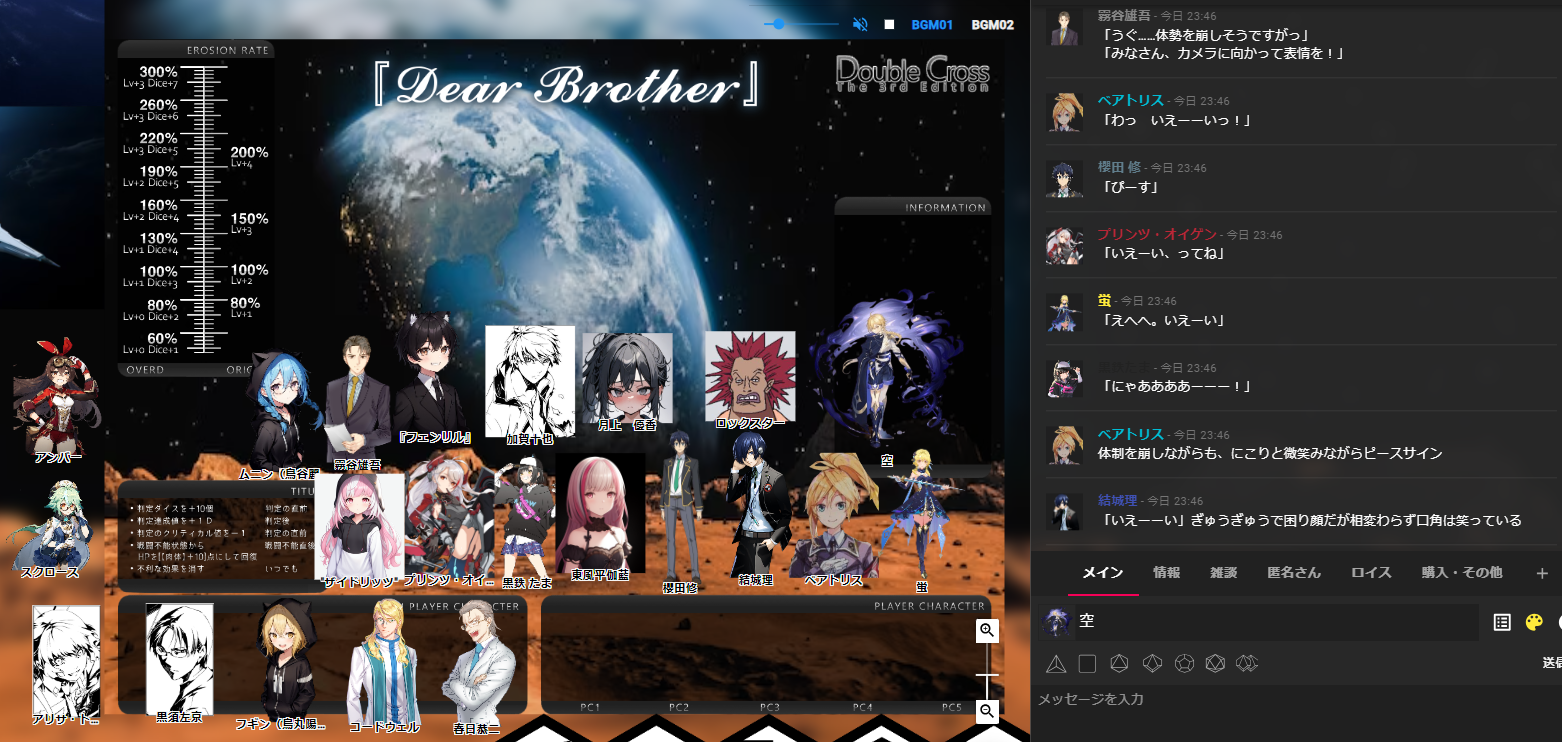 BGM01
BGM02
EROSION RATE
300%
Lv+3 Dice+7
260%
Lv+3 Dice+6
220%
Lv+3 Dice+5
200%
Lv+4
190%
Lv+2 Dice+5
160%
Lv+2 Dice+4
150%
Lv+3
130%
Lv+1 Dice+4
100%
Lv+1 Dice+3
100%
Lv+2
80%
Lv+0 Dice+2
80%
Lv+1
60%
Lv+0 Dice+1
OVERD
『Dear Brother』
Double Cross
The 3rd Edition
INFORMATION
アンバー
ムニン
霧谷雄吾
『フェンリル』
加賀十也
月上
ロックスター
空
スクロース
TITU
・判定ダイスを＋10個
判定の直前
・判定達成値を＋１Ｄ
判定後
・判定のクリティカル値を－１
判定の直前
・戦闘不能状態から
戦闘不能直後
HPを【[肉体]＋10]点にして回復
・不利な効果を消す
いつでも
"ザイドリッツ"
プリンツ・オイ...
黒鉄 たま
東風平伽藍
櫻田修
結城理
ベアトリス
蛍
PLAYER CHARACTER
PLAYER CHARACTER
アリサ・ト...
黒須左京
フギン（烏丸陽...
コードウェル
春日恭二
PC1
PC2
PC3
PC4
PC5
霧谷雄吾 - 今日 23:46
「うぐ……体勢を崩しそうですがっ」
「みなさん、カメラに向かって表情を！」
ベアトリス - 今日 23:46
「わっ　いえーーいっ！」
櫻田 修 - 今日 23:46
「ぴーす」
プリンツ・オイゲン - 今日 23:46
「いえーい、ってね」
蛍 - 今日 23:46
「えへへ。いえーい」
- 今日 23:46
「にゃああああーーー！」
ベアトリス - 今日 23:46
体制を崩しながらも、にこりと微笑みながらピースサイン
結城理 - 今日 23:46
「いえーーい」ぎゅうぎゅうで困り顔だが相変わらず口角は笑っている
メイン
情報
雑談
匿名さん
ロイス
購入・その他
+
空
送信
メッセージを入力